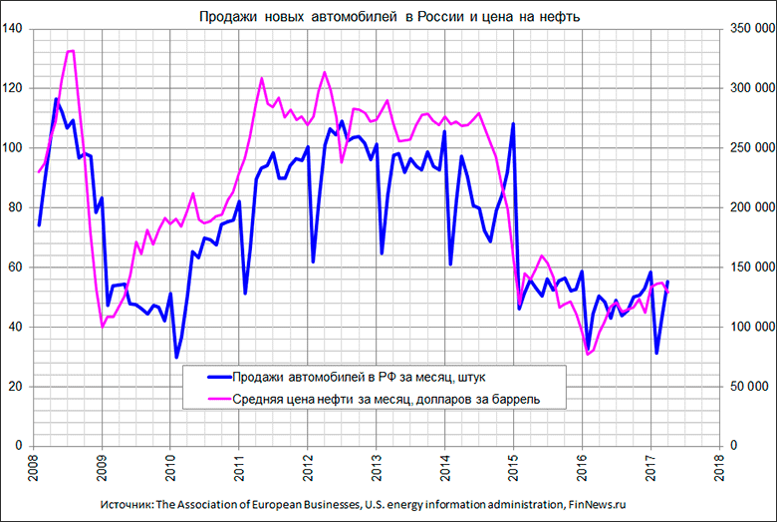 Продажи новых автомобилей в России и цена на нефть
140 350 000
120 300 000
100 250 000
80 200 000
60 150 000
40 100 000
20 50 000
0 0
Продажи автомобилей в РФ за месяц, штук
Средняя цена нефти за месяц, долларов за баррель
2008 2009 2010 2011 2012 2013 2014 2015 2016 2017 2018
Источник: The Association of European Businesses, U.S. energy information administration, FinNews.ru